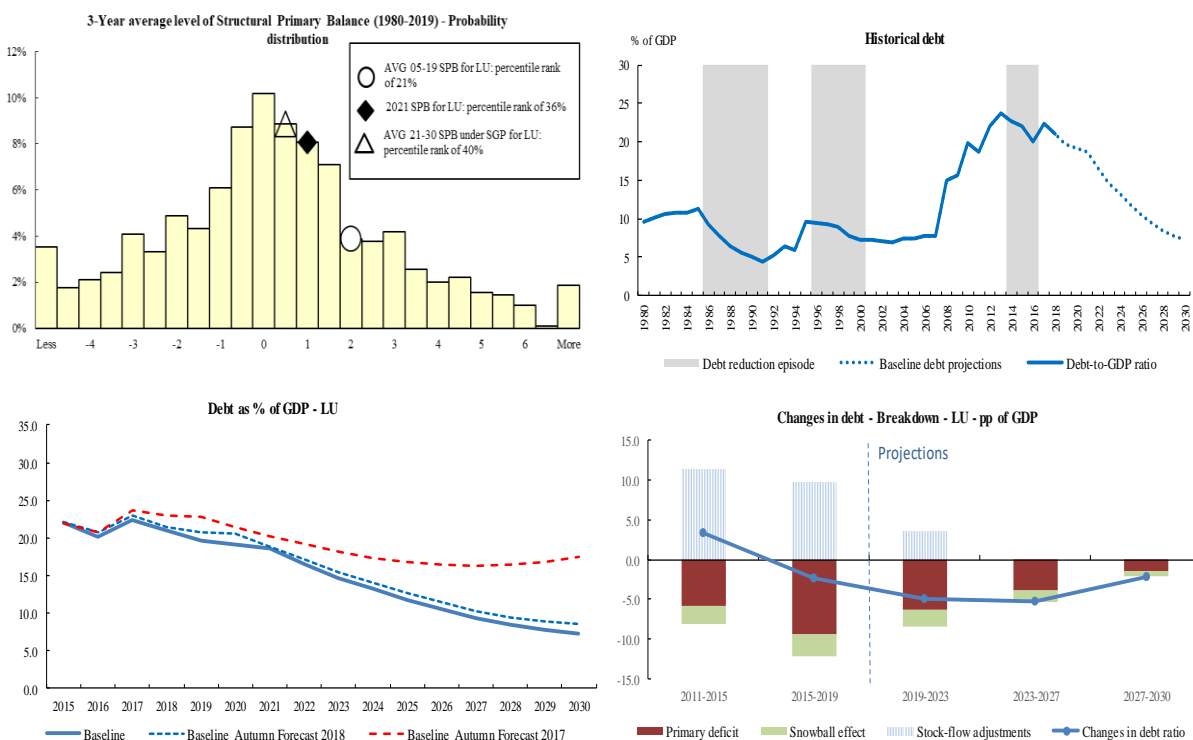 3-Year average level of Structural Primary Balance (1980-2019) - Probability
distribution
12%
10%
8%
6%
4%
2%
0%
AVG 05-19 SPB for LU: percentile rank
of 21%
2021 SPB for LU: percentile rank of 36%
AVG 21-30 SPB under SGP for LU:
percentile rank of 40%
Less -4 -3 -2 -1 0 1 2 3 4 5 6 More
Historical debt
% of GDP
30
25
20
15
10
5
0
1980 1982 1984 1986 1988 1990 1992 1994 1996 1998 2000 2002 2004 2006 2008 2010 2012 2014 2016 2018 2020 2022 2024 2026 2028 2030
Debt reduction episode Baseline debt projections Debt-to-GDP ratio
Debt as % of GDP - LU
35.0
30.0
25.0
20.0
15.0
10.0
5.0
0.0
2015 2016 2017 2018 2019 2020 2021 2022 2023 2024 2025 2026 2027 2028 2029 2030
Baseline Baseline Autumn Forecast 2018 Baseline Autumn Forecast 2017
Changes in debt - Breakdown - LU - pp of GDP
15.0
10.0
5.0
0.0
-5.0
-10.0
-15.0
Projections
2011-2015 2015-2019 2019-2023 2023-2027 2027-2030
Primary deficit Snowball effect Stock-flow adjustments Changes in debt ratio